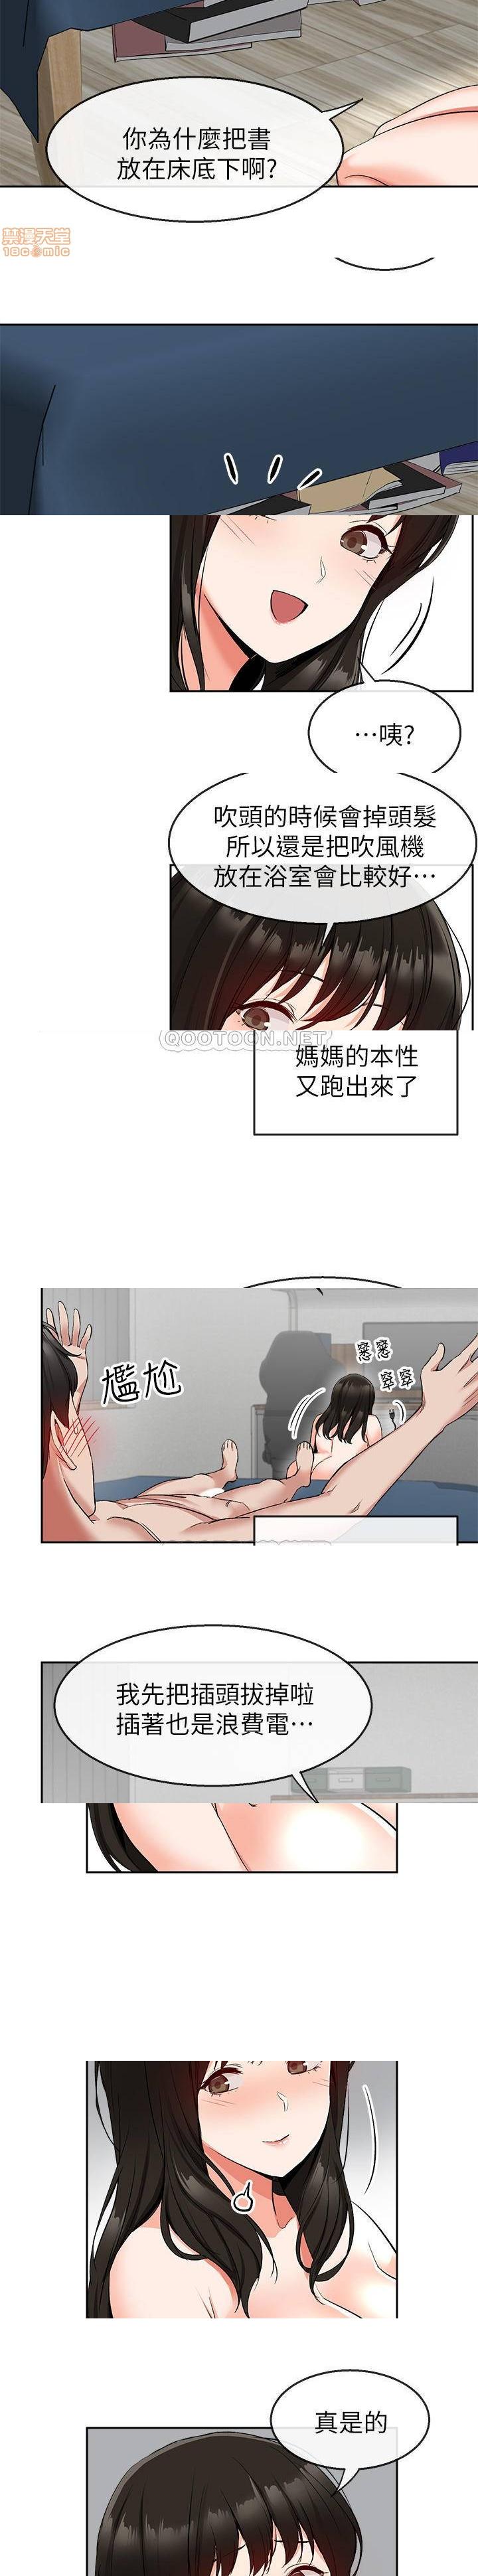 你為什麼把書
放在床底下啊?
禁漫天堂
18comic
…咦?
吹頭的時候會掉頭髮
所以還是把吹風機
放在浴室會比較好…
QOOTOON.NET
媽媽的本性
又跑出來了
尷尬
窸窸
窣窣
我先把插頭拔掉啦
插著也是浪費電…
真是的